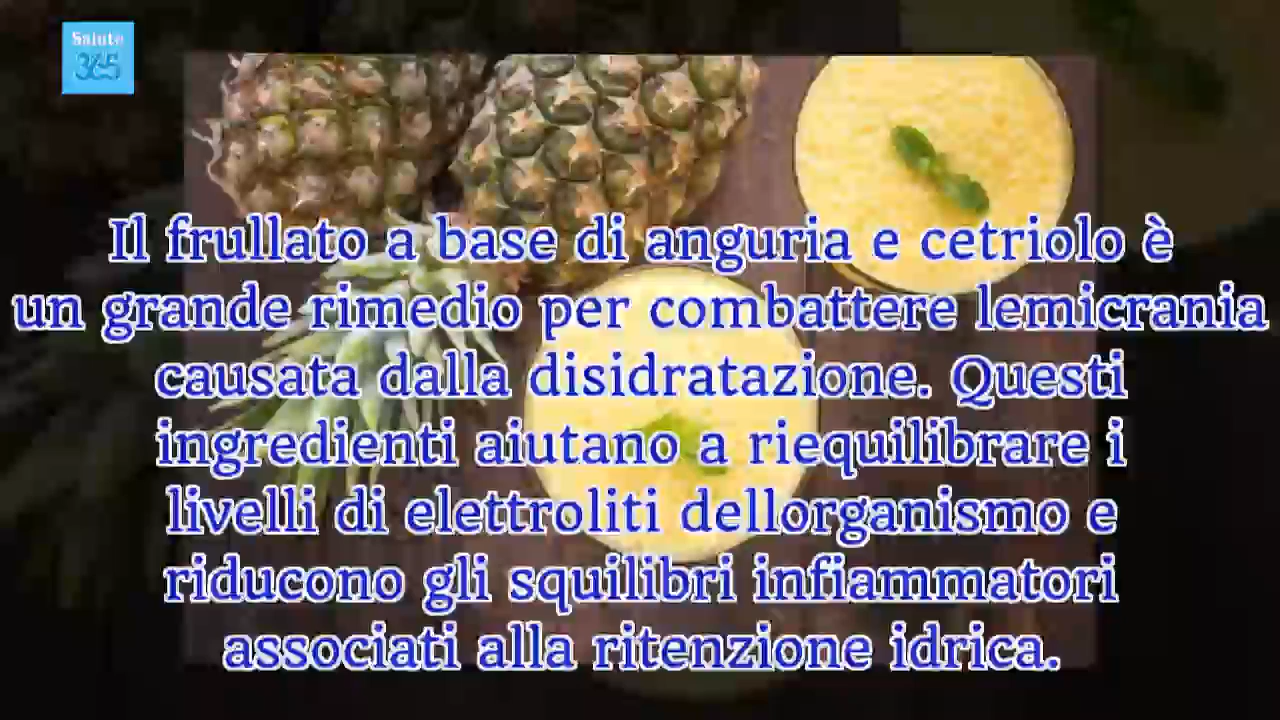 Salute
365
Il frullato a base di anguria e cetriolo è
un grande rimedio per combattere lemicrania
causata dalla disidratazione. Questi
ingredienti aiutano a riequilibrare i
livelli di elettroliti dellorganismo e
riducono gli squilibri infiammatori
associati alla ritenzione idrica.